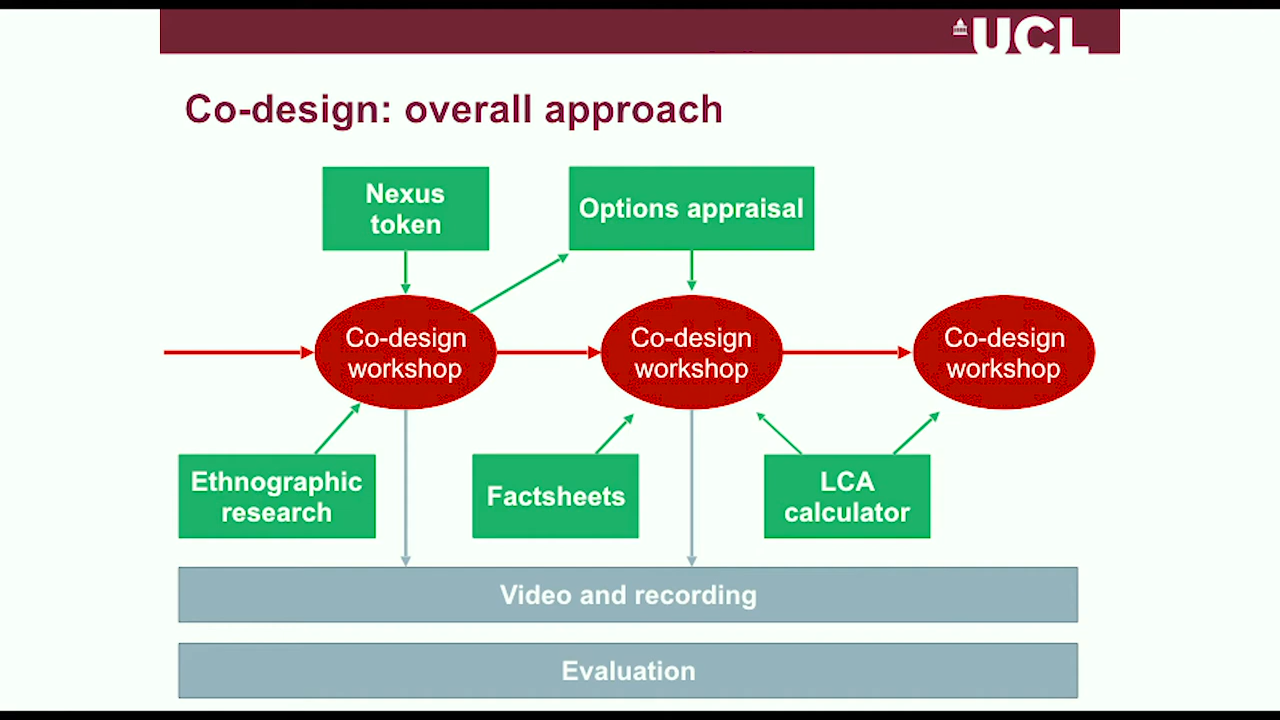 UCL
Co-design: overall approach
Nexus
token
Options appraisal
Co-design
workshop
Co-design
workshop
Co-design
workshop
Ethnographic
research
Factsheets
LCA
calculator
Video and recording
Evaluation